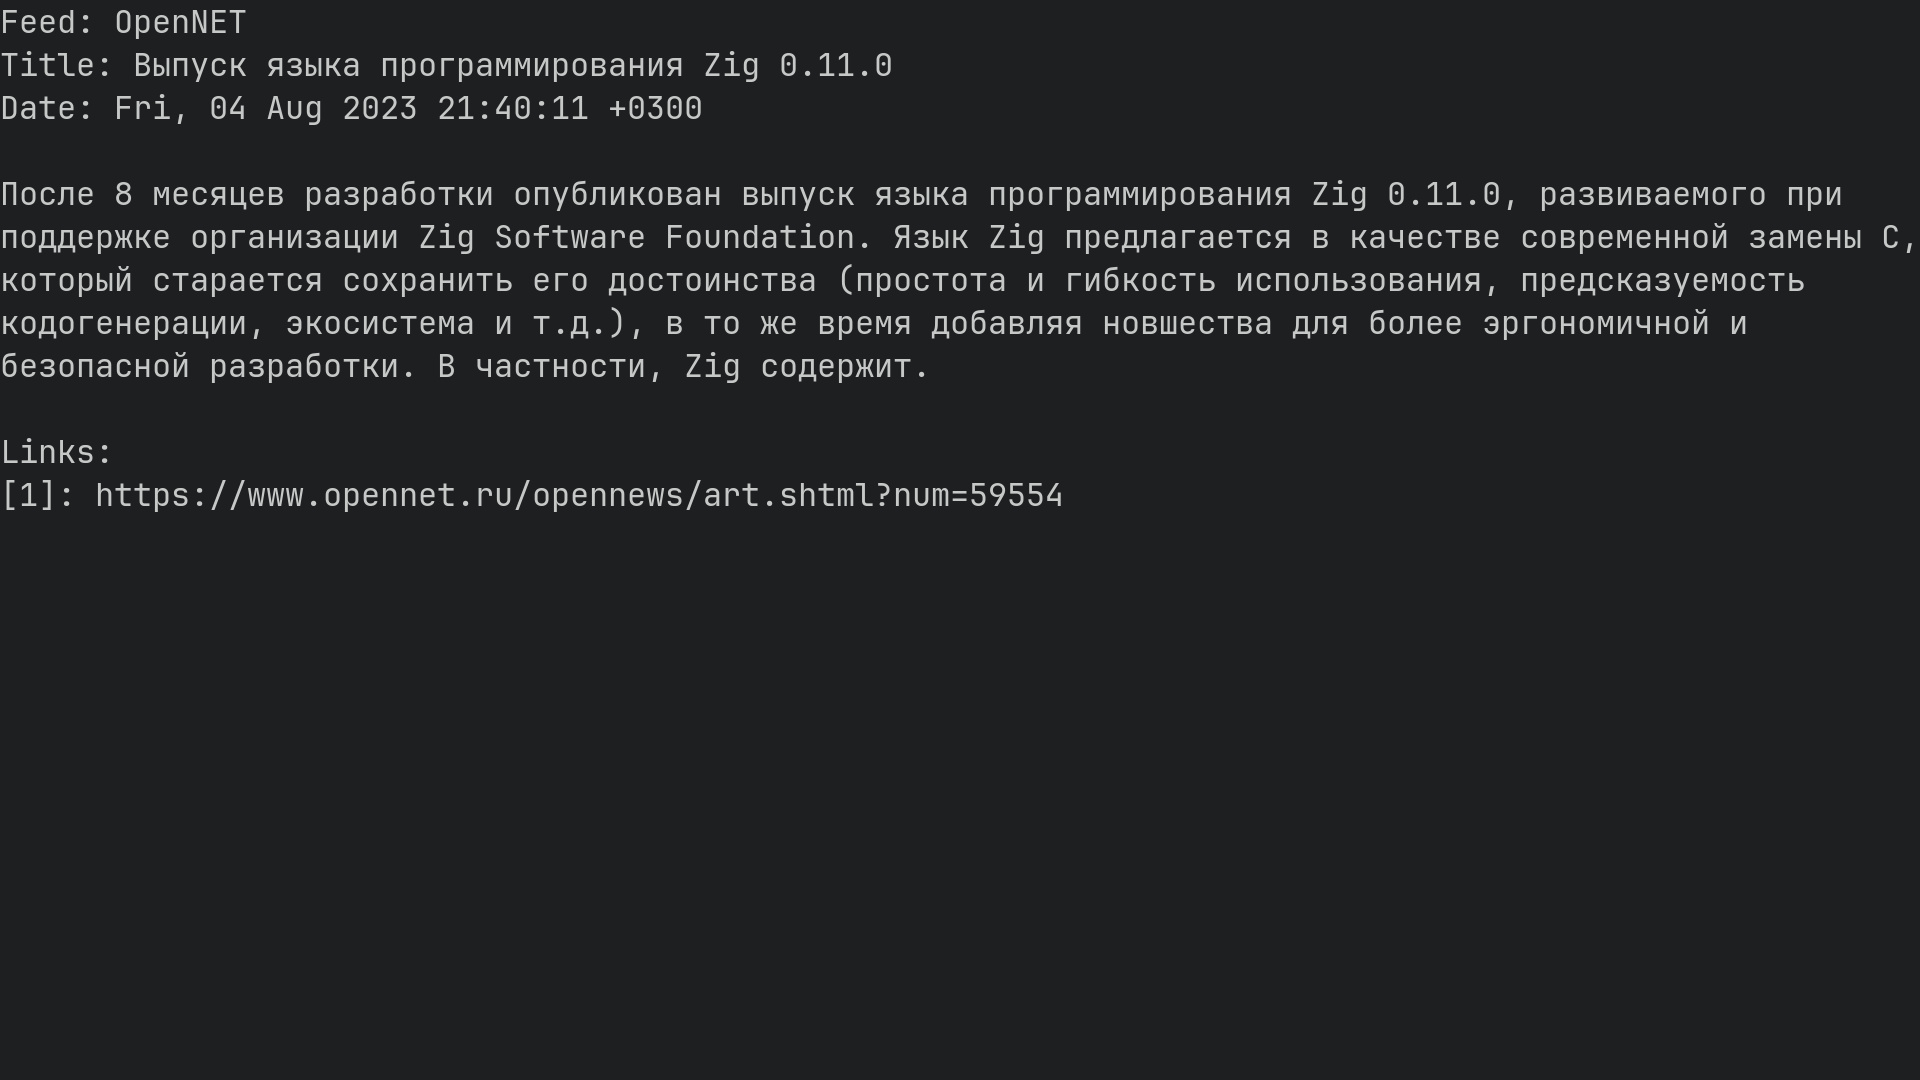 Feed: OpenNET
Title: Выпуск языка программирования Zig 0.11.0
Date: Fri, 04 Aug 2023 21:40:11 +0300
После 8 месяцев разработки опубликован выпуск языка программирования Zig 0.11.0, развиваемого при
поддержке организации Zig Software Foundation. Язык Zig предлагается в качестве современной замены C,
который старается сохранить его достоинства (простота и гибкость использования, предсказуемость
кодогенерации, экосистема и т.д.), в то же время добавляя новшества для более эргономичной и
безопасной разработки. В частности, Zig содержит.
Links:
[1]: https://www.opennet.ru/opennews/art.shtml?num=59554